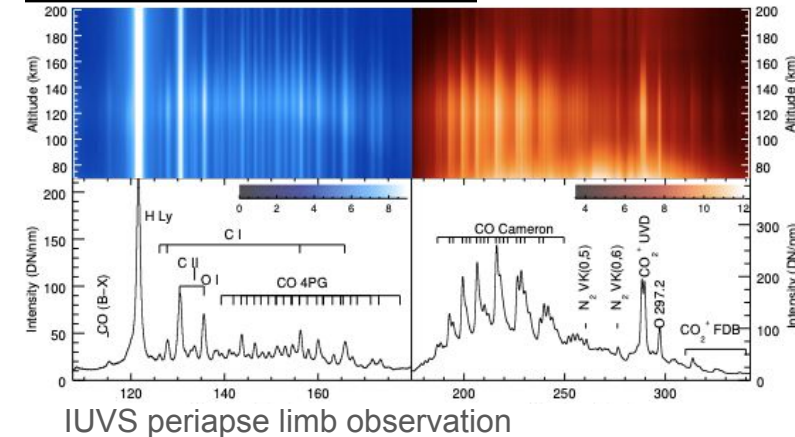 200
180
160
140
120
100
80
Altitude (km)
200
180
160
140
120
100
80
Altitude (km)
200
150
100
50
0
Intensity (DN/nm)
0 2 4 6 8
4 6 8 10 12
H Ly
C I
C II
O I
CO (B–X)
CO 4PG
CO Cameron
N₂ VK(0,5)
N₂ VK(0,6)
CO₂⁺ UVD
O 297.2
CO₂⁺ FDB
300
200
100
0
Intensity (DN/nm)
120 140 160
200 250 300
IUVS periapse limb observation